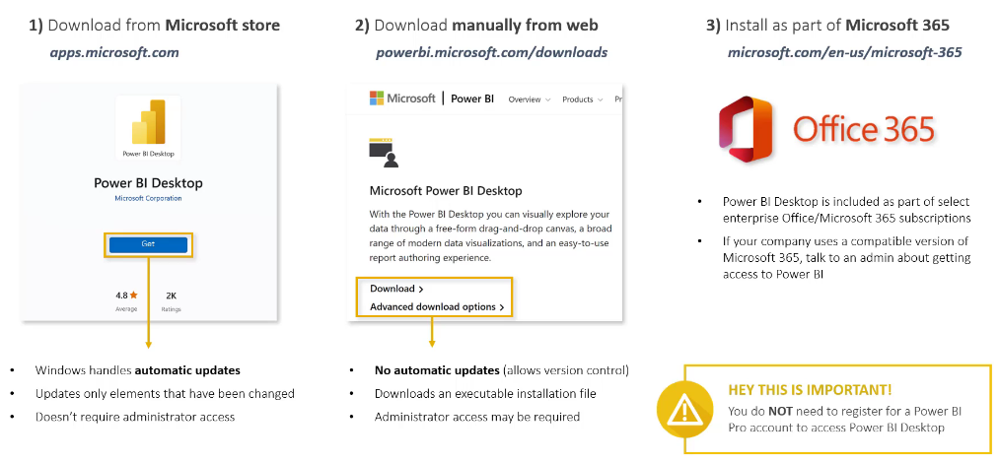 1) Download from Microsoft store
apps.microsoft.com
Power BI Desktop
Power BI Desktop
Microsoft Corporation
Get
4.8 ★
Average
2K
Ratings
• Windows handles automatic updates
• Updates only elements that have been changed
• Doesn’t require administrator access
2) Download manually from web
powerbi.microsoft.com/downloads
Microsoft | Power BI Overview Products Pr
Microsoft Power BI Desktop
With the Power BI Desktop you can visually explore your
data through a free-form drag-and-drop canvas, a broad
range of modern data visualizations, and an easy-to-use
report authoring experience.
Download >
Advanced download options >
• No automatic updates (allows version control)
• Downloads an executable installation file
• Administrator access may be required
3) Install as part of Microsoft 365
microsoft.com/en-us/microsoft-365
Office 365
• Power BI Desktop is included as part of select
enterprise Office/Microsoft 365 subscriptions
• If your company uses a compatible version of
Microsoft 365, talk to an admin about getting
access to Power BI
HEY THIS IS IMPORTANT!
You do NOT need to register for a Power BI
Pro account to access Power BI Desktop